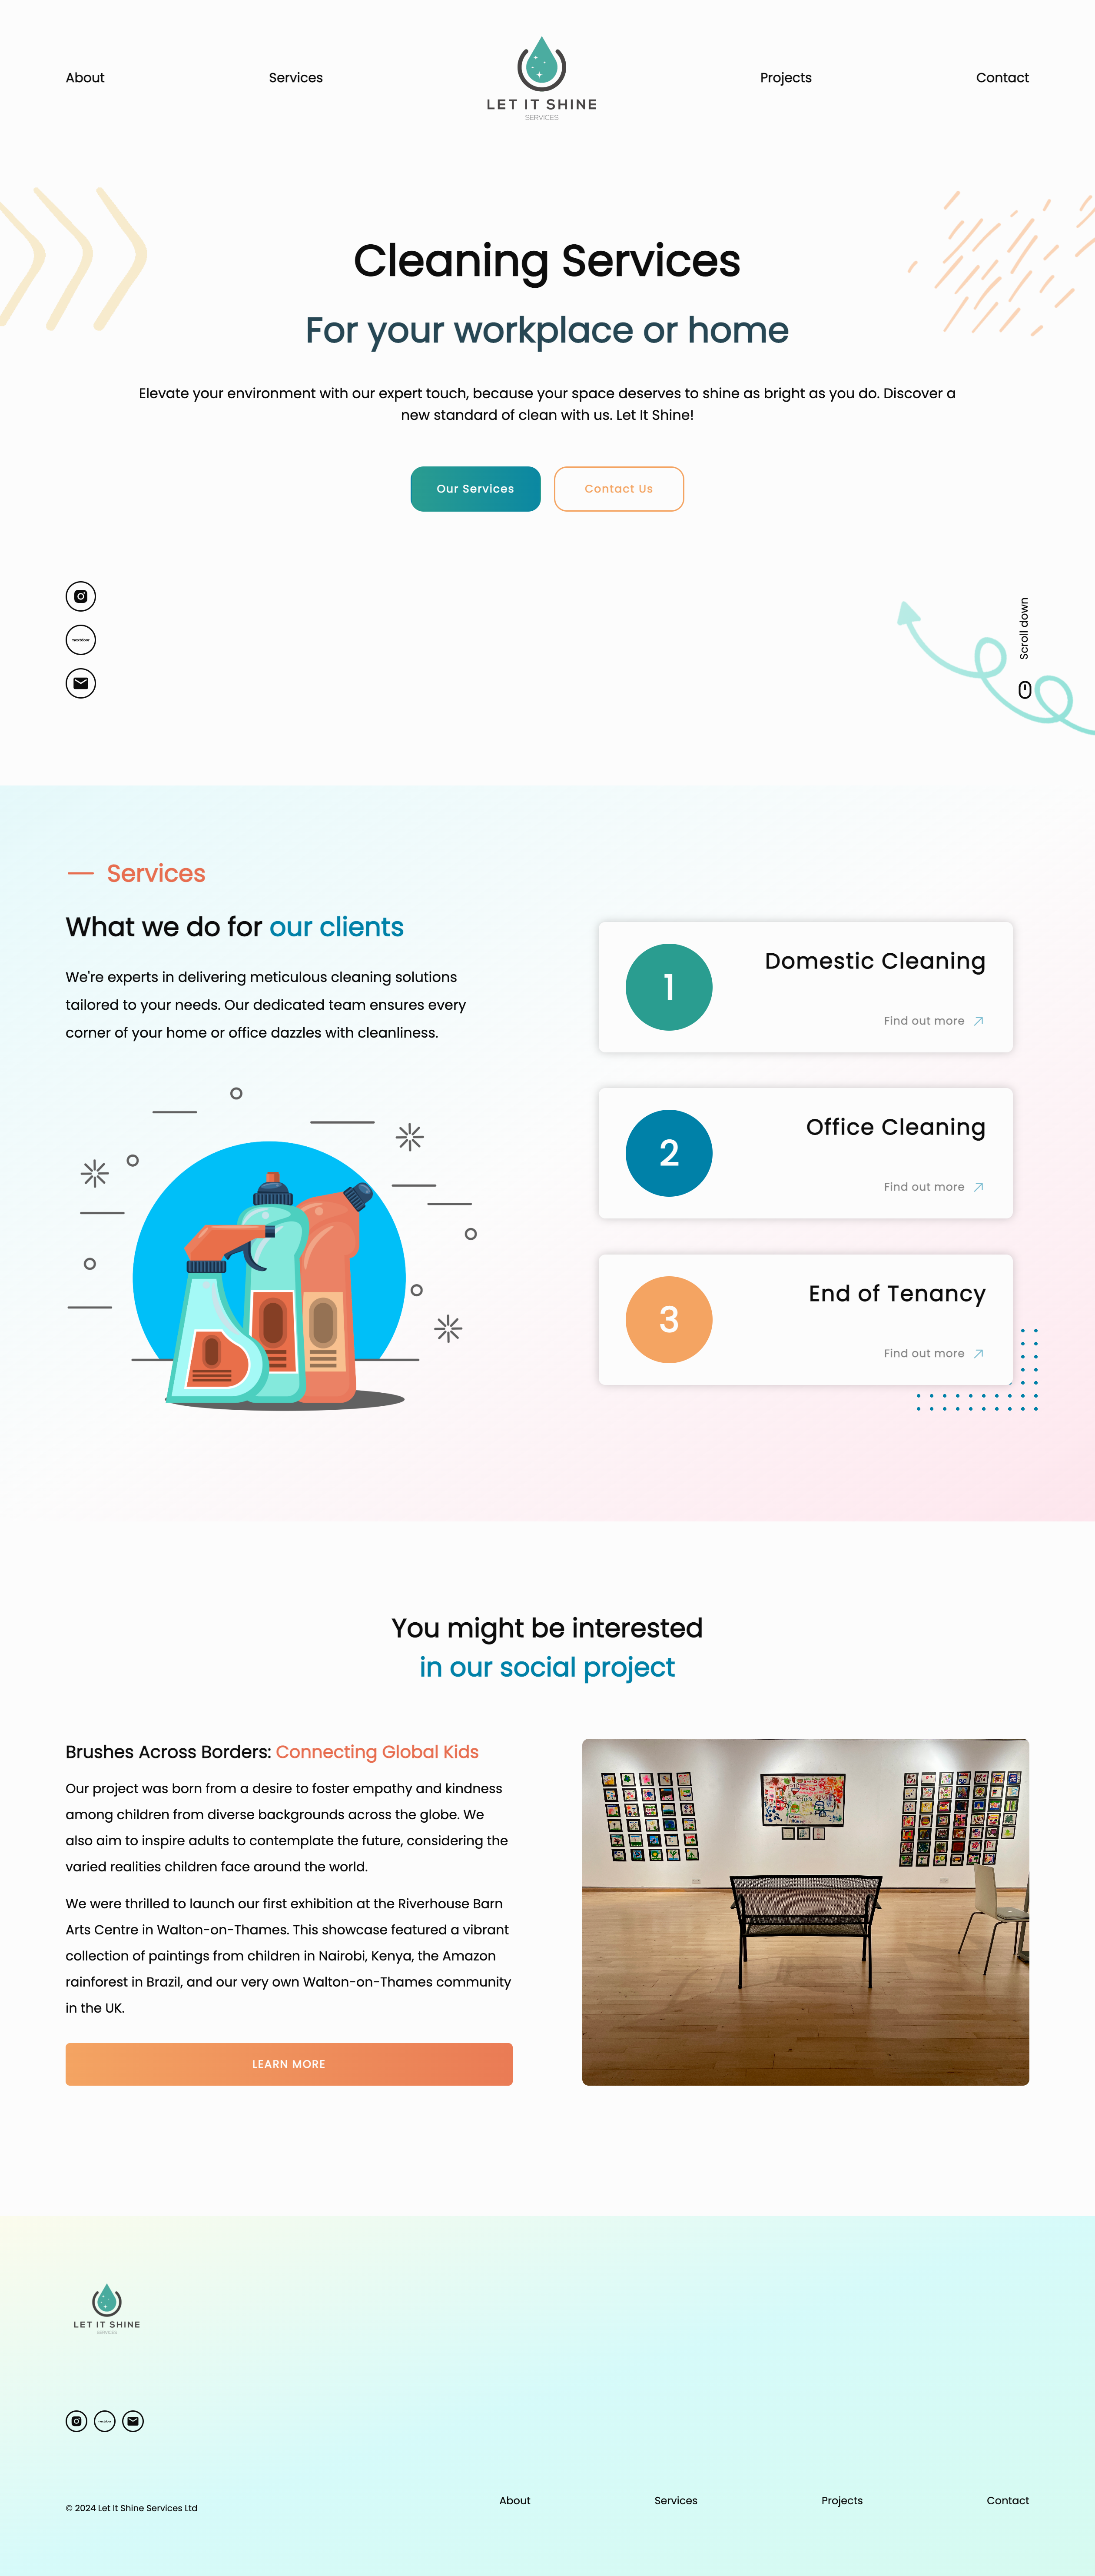 About
Services
LET IT SHINE
SERVICES
Projects
Contact
Cleaning Services
For your workplace or home
Elevate your environment with our expert touch, because your space deserves to shine as bright as you do. Discover a
new standard of clean with us. Let It Shine!
Our Services
Contact Us
nextdoor
Scroll down
Services
What we do for our clients
We're experts in delivering meticulous cleaning solutions
tailored to your needs. Our dedicated team ensures every
corner of your home or office dazzles with cleanliness.
1
Domestic Cleaning
Find out more
2
Office Cleaning
Find out more
3
End of Tenancy
Find out more
You might be interested
in our social project
Brushes Across Borders: Connecting Global Kids
Our project was born from a desire to foster empathy and kindness
among children from diverse backgrounds across the globe. We
also aim to inspire adults to contemplate the future, considering the
varied realities children face around the world.
We were thrilled to launch our first exhibition at the Riverhouse Barn
Arts Centre in Walton-on-Thames. This showcase featured a vibrant
collection of paintings from children in Nairobi, Kenya, the Amazon
rainforest in Brazil, and our very own Walton-on-Thames community
in the UK.
LEARN MORE
LET IT SHINE
SERVICES
© 2024 Let It Shine Services Ltd
About
Services
Projects
Contact